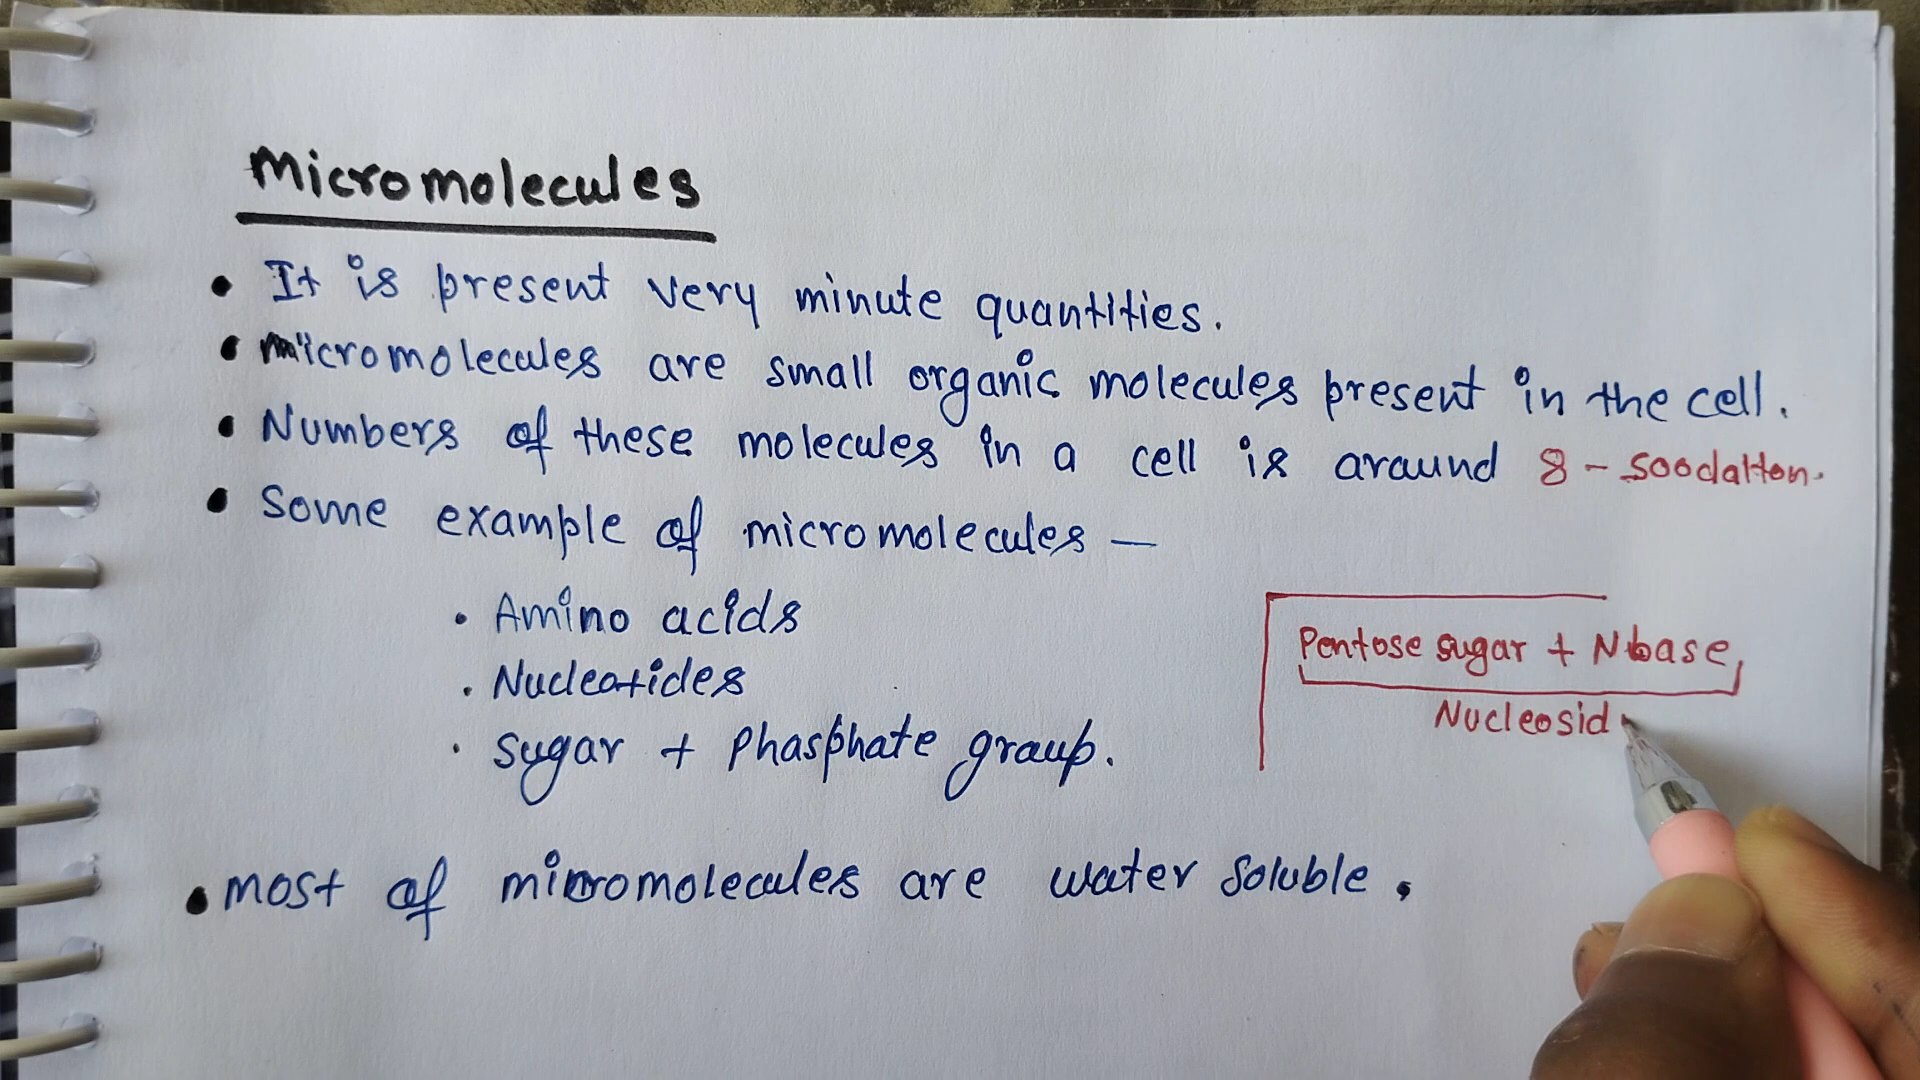 Micromolecules
• It is present very minute quantities.
• micromolecules are small organic molecules present in the cell.
• Numbers of these molecules in a cell is araund 8 - 500dalton.
• Some example of micromolecules —
• Amino acids
• Nucleotides
• Sugar + Phasphate graup.
Pentose sugar + N base
Nucleosid
• most of micromolecules are water soluble.